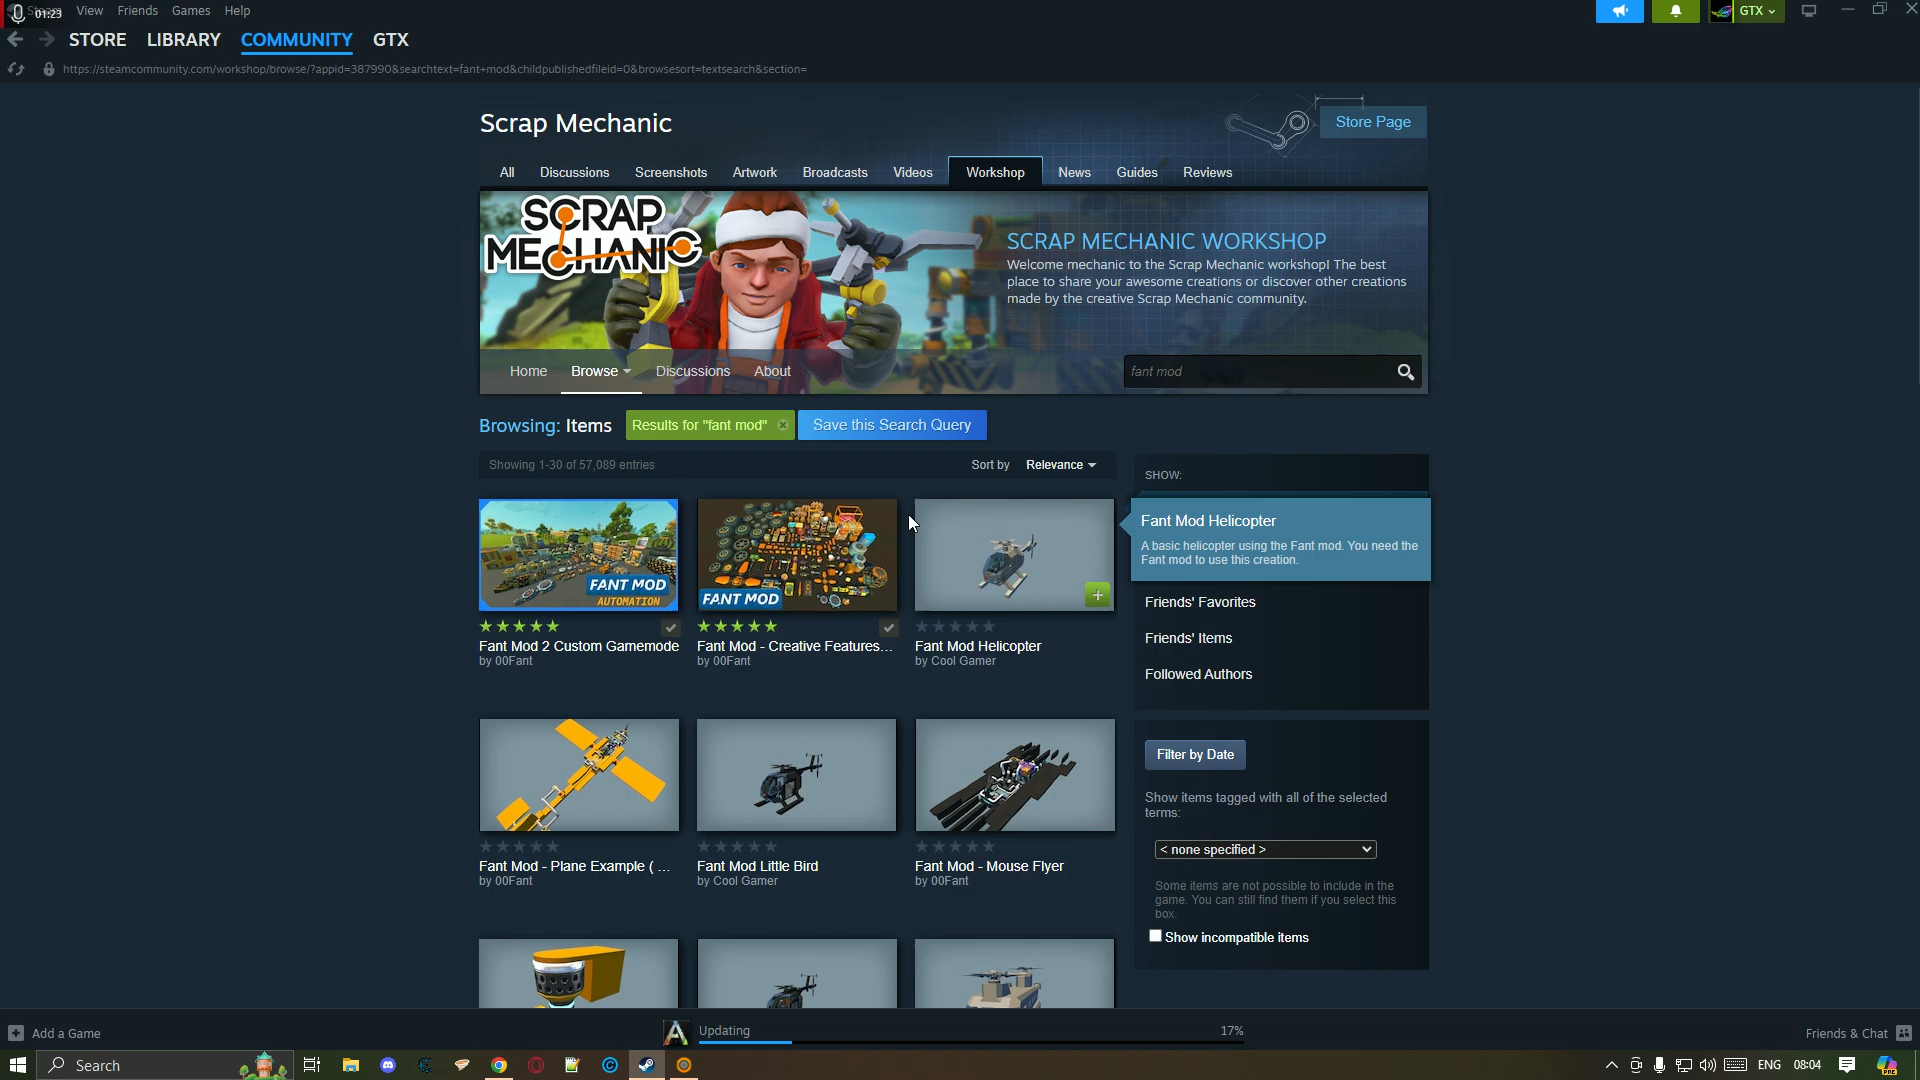 Steam View Friends Games Help
01:23
GTX
STORE LIBRARY COMMUNITY GTX
https://steamcommunity.com/workshop/browse/?appid=387990&searchtext=fant+mod&childpublishedfileid=0&browsesort=textsearch&section=
Scrap Mechanic
Store Page
All Discussions Screenshots Artwork Broadcasts Videos Workshop News Guides Reviews
SCRAP
MECHANIC
SCRAP MECHANIC WORKSHOP
Welcome mechanic to the Scrap Mechanic workshop! The best
place to share your awesome creations or discover other creations
made by the creative Scrap Mechanic community.
Home Browse Discussions About
fant mod
Browsing: Items
Results for "fant mod"
Save this Search Query
Showing 1-30 of 57,089 entries
Sort by Relevance
SHOW:
FANT MOD
AUTOMATION
FANT MOD
Fant Mod Helicopter
A basic helicopter using the Fant mod. You need the
Fant mod to use this creation.
Fant Mod 2 Custom Gamemode
by 00Fant
Fant Mod - Creative Features...
by 00Fant
Fant Mod Helicopter
by Cool Gamer
Friends' Favorites
Friends' Items
Followed Authors
Fant Mod - Plane Example ( ...
by 00Fant
Fant Mod Little Bird
by Cool Gamer
Fant Mod - Mouse Flyer
by 00Fant
Filter by Date
Show items tagged with all of the selected
terms:
< none specified >
Some items are not possible to include in the
game. You can still find them if you select this
box.
Show incompatible items
Add a Game
Updating
17%
Friends & Chat
Search
ENG 08:04
PRE